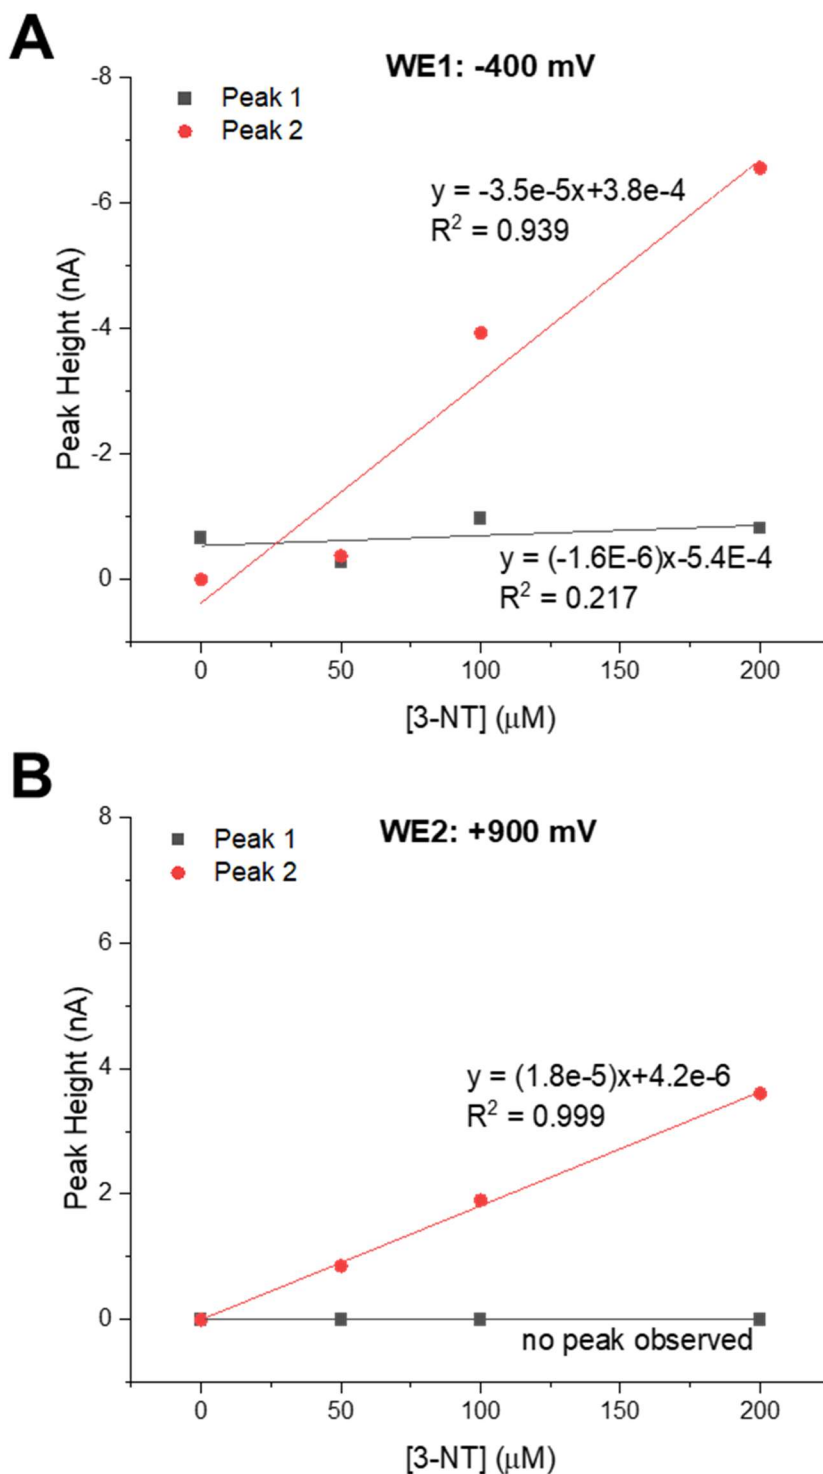 A
WE1: -400 mV
Peak 1
Peak 2
y = -3.5e-5x+3.8e-4
R² = 0.939
y = (-1.6E-6)x-5.4E-4
R² = 0.217
Peak Height (nA)
-8
-6
-4
-2
0
0 50 100 150 200
[3-NT] (μM)
B
WE2: +900 mV
Peak 1
Peak 2
y = (1.8e-5)x+4.2e-6
R² = 0.999
no peak observed
Peak Height (nA)
8
6
4
2
0
0 50 100 150 200
[3-NT] (μM)